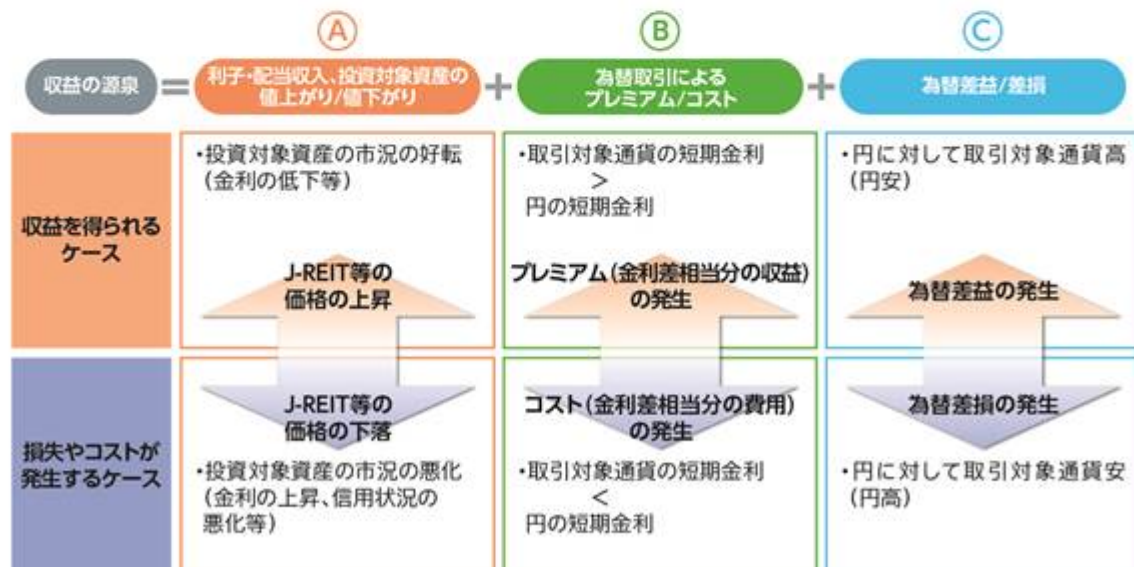 Ⓐ
Ⓑ
Ⓒ
収益の源泉
=
利子・配当収入、投資対象資産の
値上がり/値下がり
+
為替取引による
プレミアム/コスト
+
為替差益/差損
収益を得られる
ケース
・投資対象資産の市況の好転
(金利の低下等)
J-REIT等の
価格の上昇
・取引対象通貨の短期金利
>
円の短期金利
プレミアム(金利差相当分の収益)
の発生
・円に対して取引対象通貨高
(円安)
為替差益の発生
損失やコストが
発生するケース
J-REIT等の
価格の下落
・投資対象資産の市況の悪化
(金利の上昇、信用状況の
悪化等)
コスト(金利差相当分の費用)
の発生
・取引対象通貨の短期金利
<
円の短期金利
為替差損の発生
・円に対して取引対象通貨安
(円高)